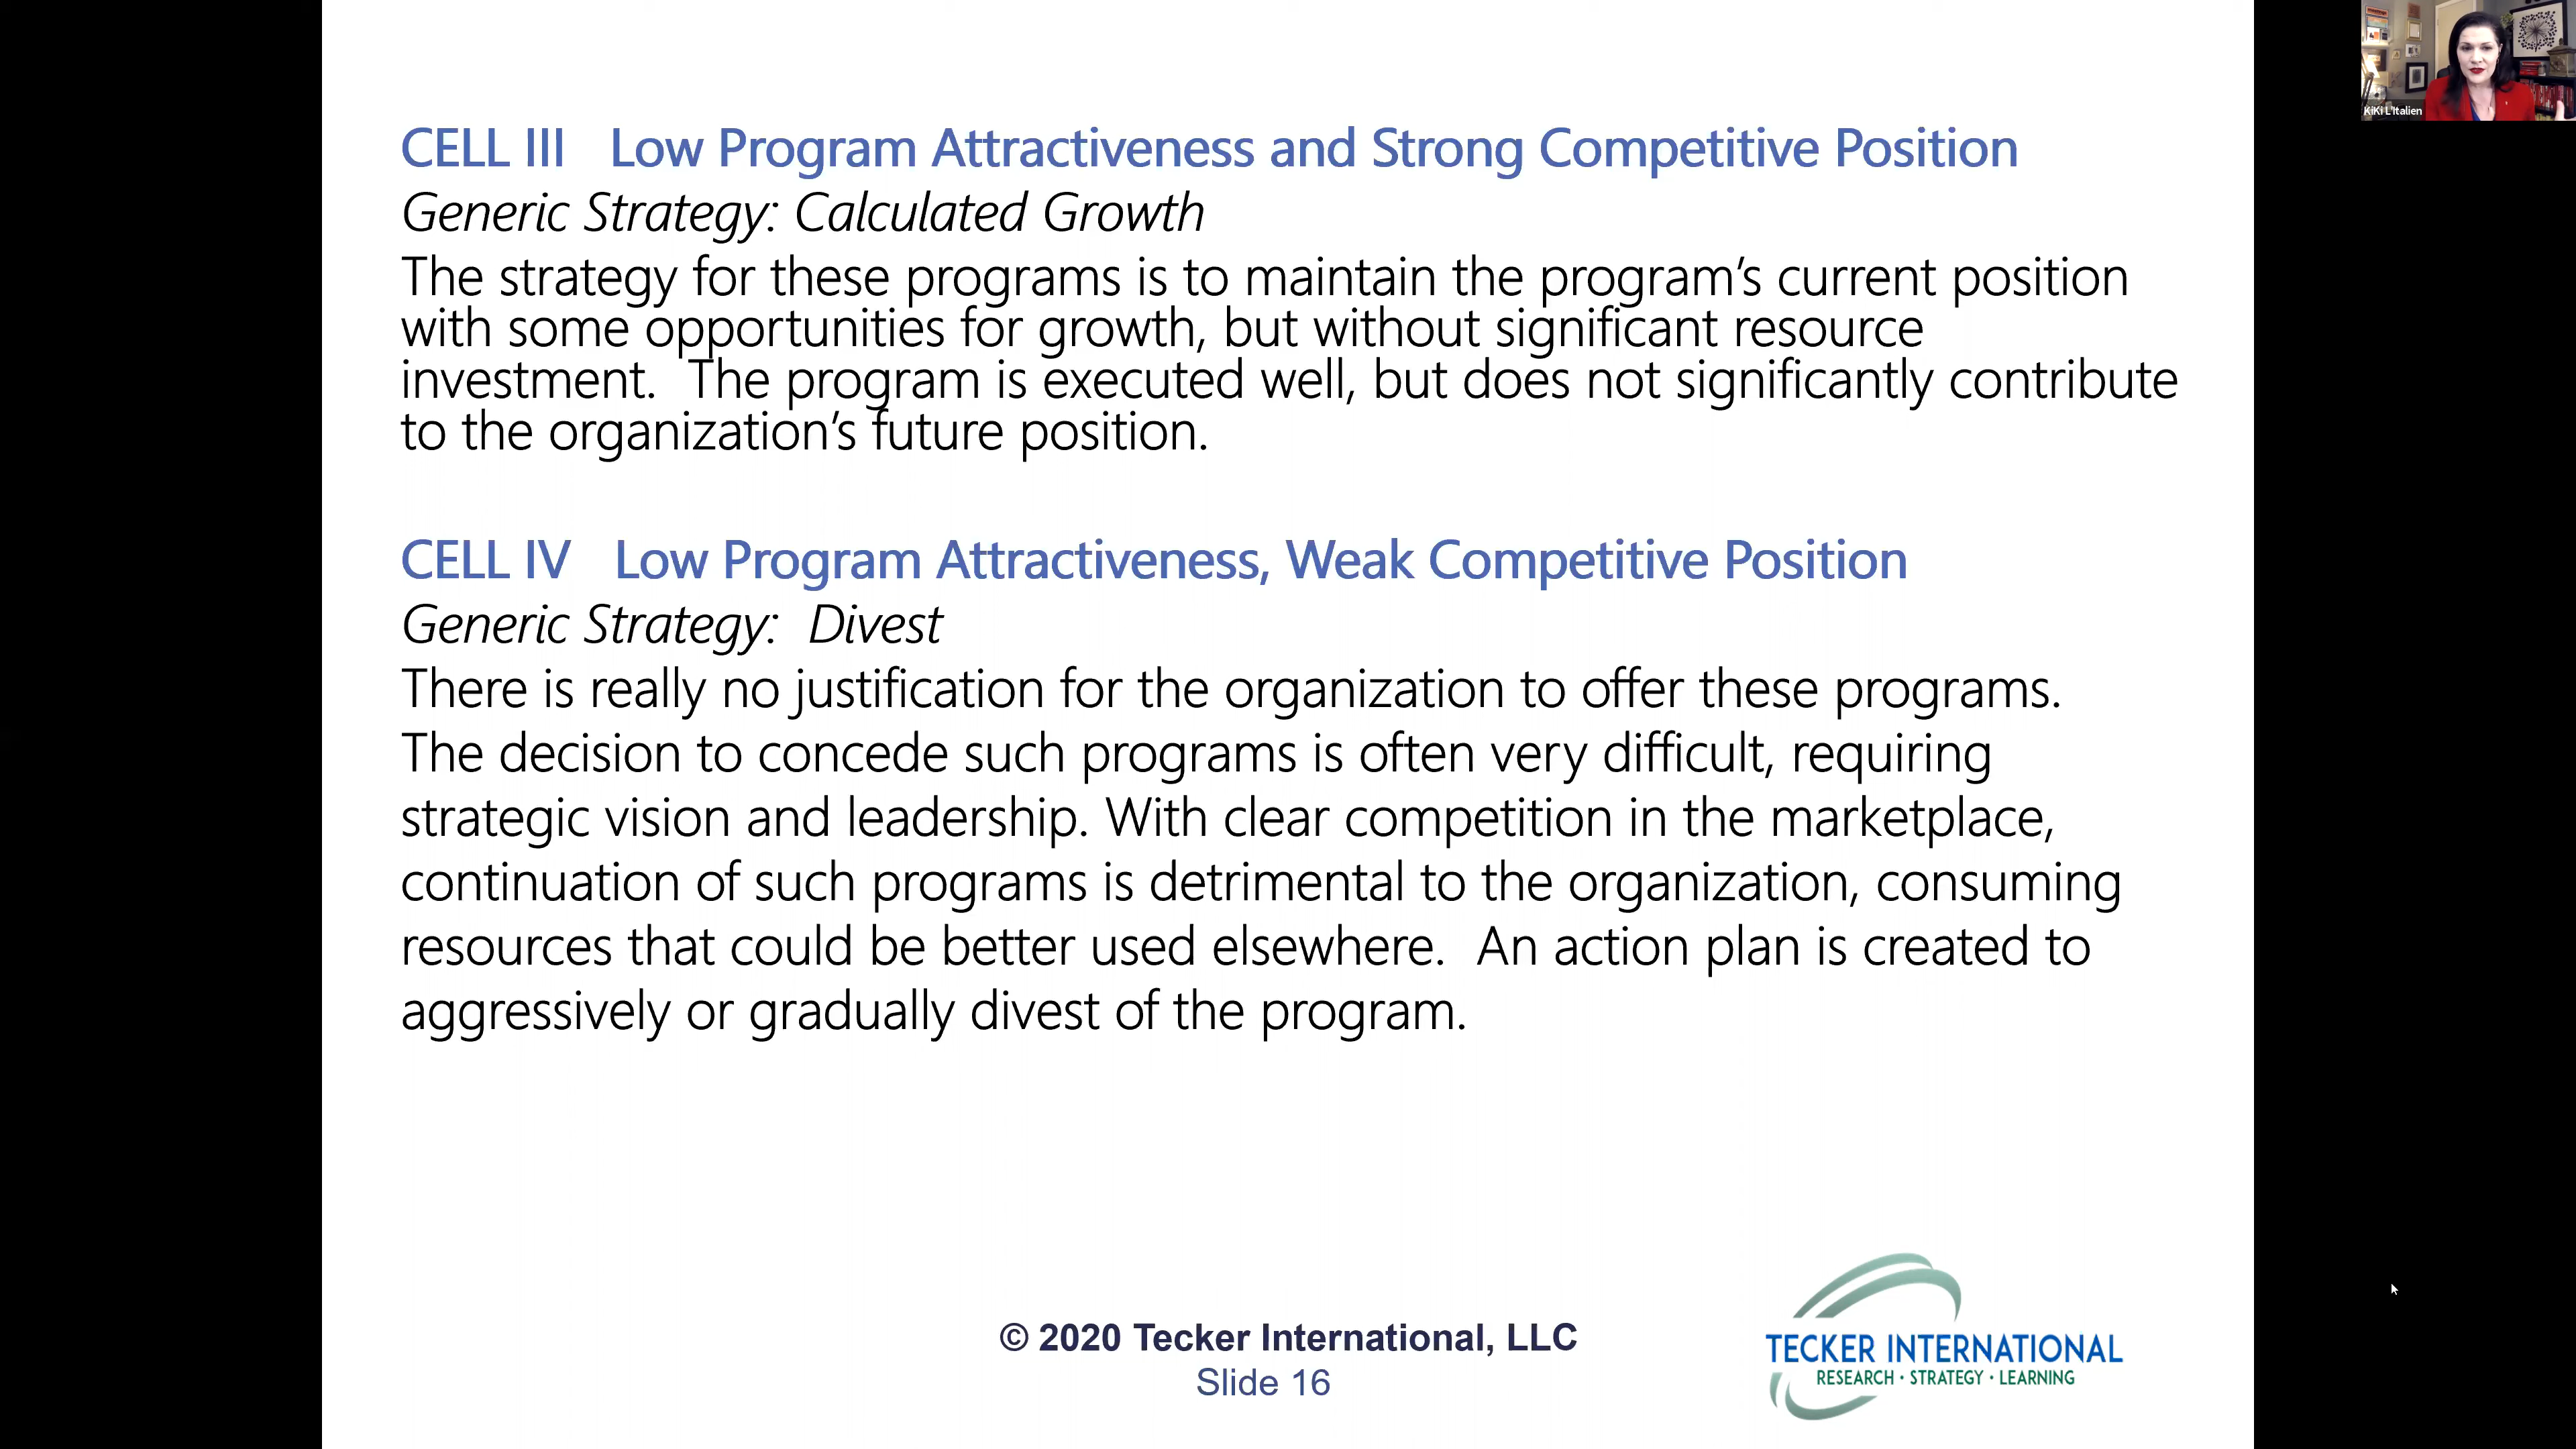 KiKi L'Italien
CELL III Low Program Attractiveness and Strong Competitive Position
Generic Strategy: Calculated Growth
The strategy for these programs is to maintain the program’s current position
with some opportunities for growth, but without significant resource
investment. The program is executed well, but does not significantly contribute
to the organization’s future position.
CELL IV Low Program Attractiveness, Weak Competitive Position
Generic Strategy: Divest
There is really no justification for the organization to offer these programs.
The decision to concede such programs is often very difficult, requiring
strategic vision and leadership. With clear competition in the marketplace,
continuation of such programs is detrimental to the organization, consuming
resources that could be better used elsewhere. An action plan is created to
aggressively or gradually divest of the program.
© 2020 Tecker International, LLC
Slide 16
TECKER INTERNATIONAL
RESEARCH • STRATEGY • LEARNING